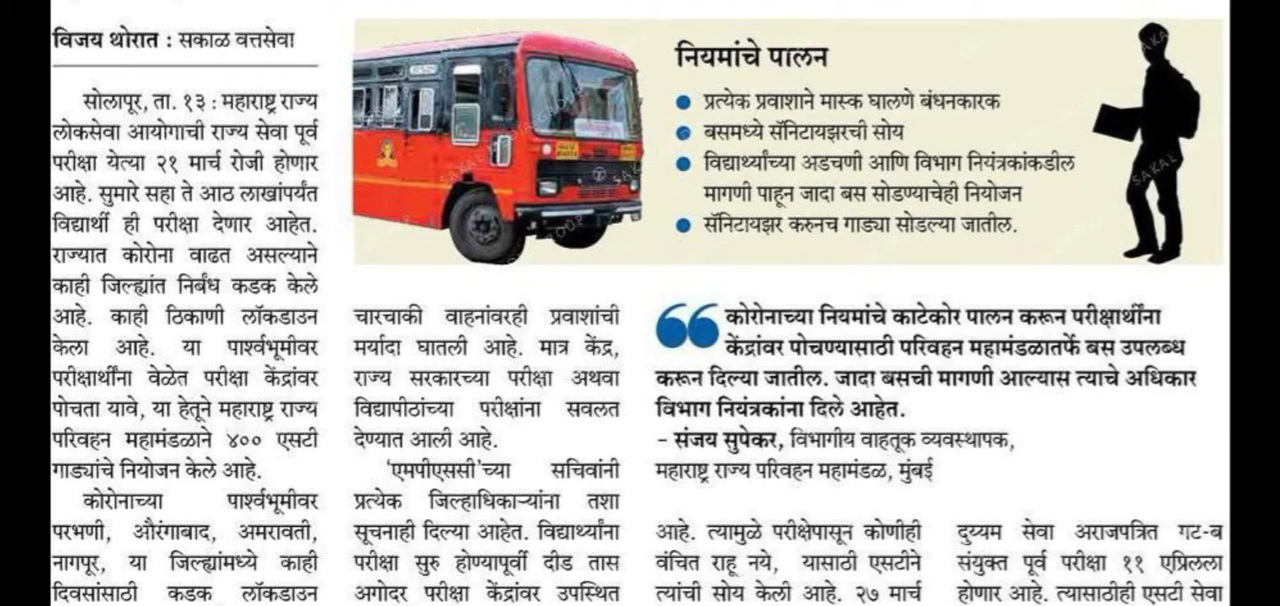 विजय थोरात : सकाळ वत्तसेवा
सोलापूर, ता. १३ : महाराष्ट्र राज्य
लोकसेवा आयोगाची राज्य सेवा पूर्व
परीक्षा येत्या २१ मार्च रोजी होणार
आहे. सुमारे सहा ते आठ लाखांपर्यंत
विद्यार्थी ही परीक्षा देणार आहेत.
राज्यात कोरोना वाढत असल्याने
काही जिल्ह्यांत निर्बंध कडक केले
आहे. काही ठिकाणी लॉकडाउन
केला आहे. या पार्श्वभूमीवर
परीक्षार्थींना वेळेत परीक्षा केंद्रांवर
पोचता यावे, या हेतूने महाराष्ट्र राज्य
परिवहन महामंडळाने ४०० एसटी
गाड्यांचे नियोजन केले आहे.
कोरोनाच्या पार्श्वभूमीवर
परभणी, औरंगाबाद, अमरावती,
नागपूर, या जिल्ह्यांमध्ये काही
दिवसांसाठी कडक लॉकडाउन
नियमांचे पालन
प्रत्येक प्रवाशाने मास्क घालणे बंधनकारक
बसमध्ये सॅनिटायझरची सोय
विद्यार्थ्यांच्या अडचणी आणि विभाग नियंत्रकांकडील
मागणी पाहून जादा बस सोडण्याचेही नियोजन
सॅनिटायझर करुनच गाड्या सोडल्या जातील.
चारचाकी वाहनांवरही प्रवाशांची
मर्यादा घातली आहे. मात्र केंद्र,
राज्य सरकारच्या परीक्षा अथवा
विद्यापीठांच्या परीक्षांना सवलत
देण्यात आली आहे.
'एमपीएससी'च्या सचिवांनी
प्रत्येक जिल्हाधिकाऱ्यांना तशा
सूचनाही दिल्या आहेत. विद्यार्थ्यांना
परीक्षा सुरु होण्यापूर्वी दीड तास
अगोदर परीक्षा केंद्रांवर उपस्थित
कोरोनाच्या नियमांचे काटेकोर पालन करून परीक्षार्थींना
केंद्रांवर पोचण्यासाठी परिवहन महामंडळातर्फे बस उपलब्ध
करून दिल्या जातील. जादा बसची मागणी आल्यास त्याचे अधिकार
विभाग नियंत्रकांना दिले आहेत.
- संजय सुपेकर, विभागीय वाहतूक व्यवस्थापक,
महाराष्ट्र राज्य परिवहन महामंडळ, मुंबई
आहे. त्यामुळे परीक्षेपासून कोणीही
वंचित राहू नये, यासाठी एसटीने
त्यांची सोय केली आहे. २७ मार्च
दुय्यम सेवा अराजपत्रित गट-ब
संयुक्त पूर्व परीक्षा ११ एप्रिलला
होणार आहे. त्यासाठीही एसटी सेवा